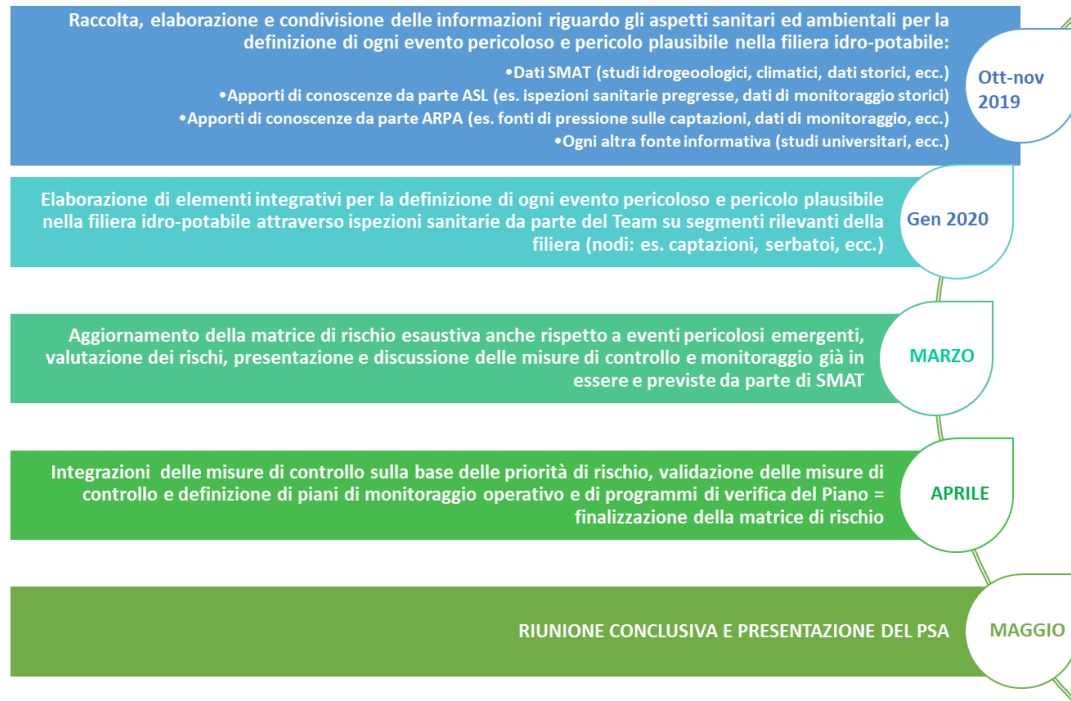 Raccolta, elaborazione e condivisione delle informazioni riguardo gli aspetti sanitari ed ambientali per la
definizione di ogni evento pericoloso e pericolo plausibile nella filiera idro-potabile:
•Dati SMAT (studi idrogeoologici, climatici, dati storici, ecc.)
•Apporti di conoscenze da parte ASL (es. ispezioni sanitarie pregresse, dati di monitoraggio storici)
•Apporti di conoscenze da parte ARPA (es. fonti di pressione sulle captazioni, dati di monitoraggio, ecc.)
•Ogni altra fonte informativa (studi universitari, ecc.)
Ott-nov
2019
Elaborazione di elementi integrativi per la definizione di ogni evento pericoloso e pericolo plausibile
nella filiera idro-potabile attraverso ispezioni sanitarie da parte del Team su segmenti rilevanti della
filiera (nodi: es. captazioni, serbatoi, ecc.)
Gen 2020
Aggiornamento della matrice di rischio esaustiva anche rispetto a eventi pericolosi emergenti,
valutazione dei rischi, presentazione e discussione delle misure di controllo e monitoraggio già in
essere e previste da parte di SMAT
MARZO
Integrazioni delle misure di controllo sulla base delle priorità di rischio, validazione delle misure di
controllo e definizione di piani di monitoraggio operativo e di programmi di verifica del Piano =
finalizzazione della matrice di rischio
APRILE
RIUNIONE CONCLUSIVA E PRESENTAZIONE DEL PSA
MAGGIO